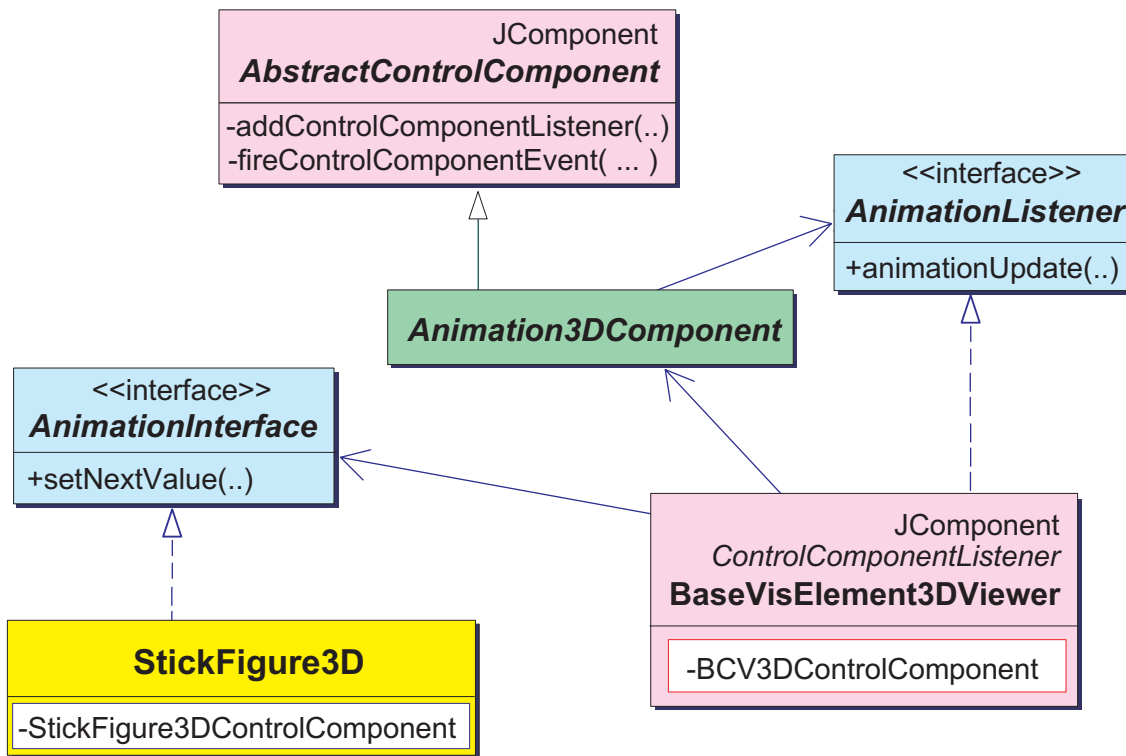 JComponent
AbstractControlComponent
-addControlComponentListener(..)
-fireControlComponentEvent( ... )
<<interface>>
AnimationListener
+animationUpdate(..)
Animation3DComponent
<<interface>>
AnimationInterface
+setNextValue(..)
JComponent
ControlComponentListener
BaseVisElement3DViewer
-BCV3DControlComponent
StickFigure3D
-StickFigure3DControlComponent